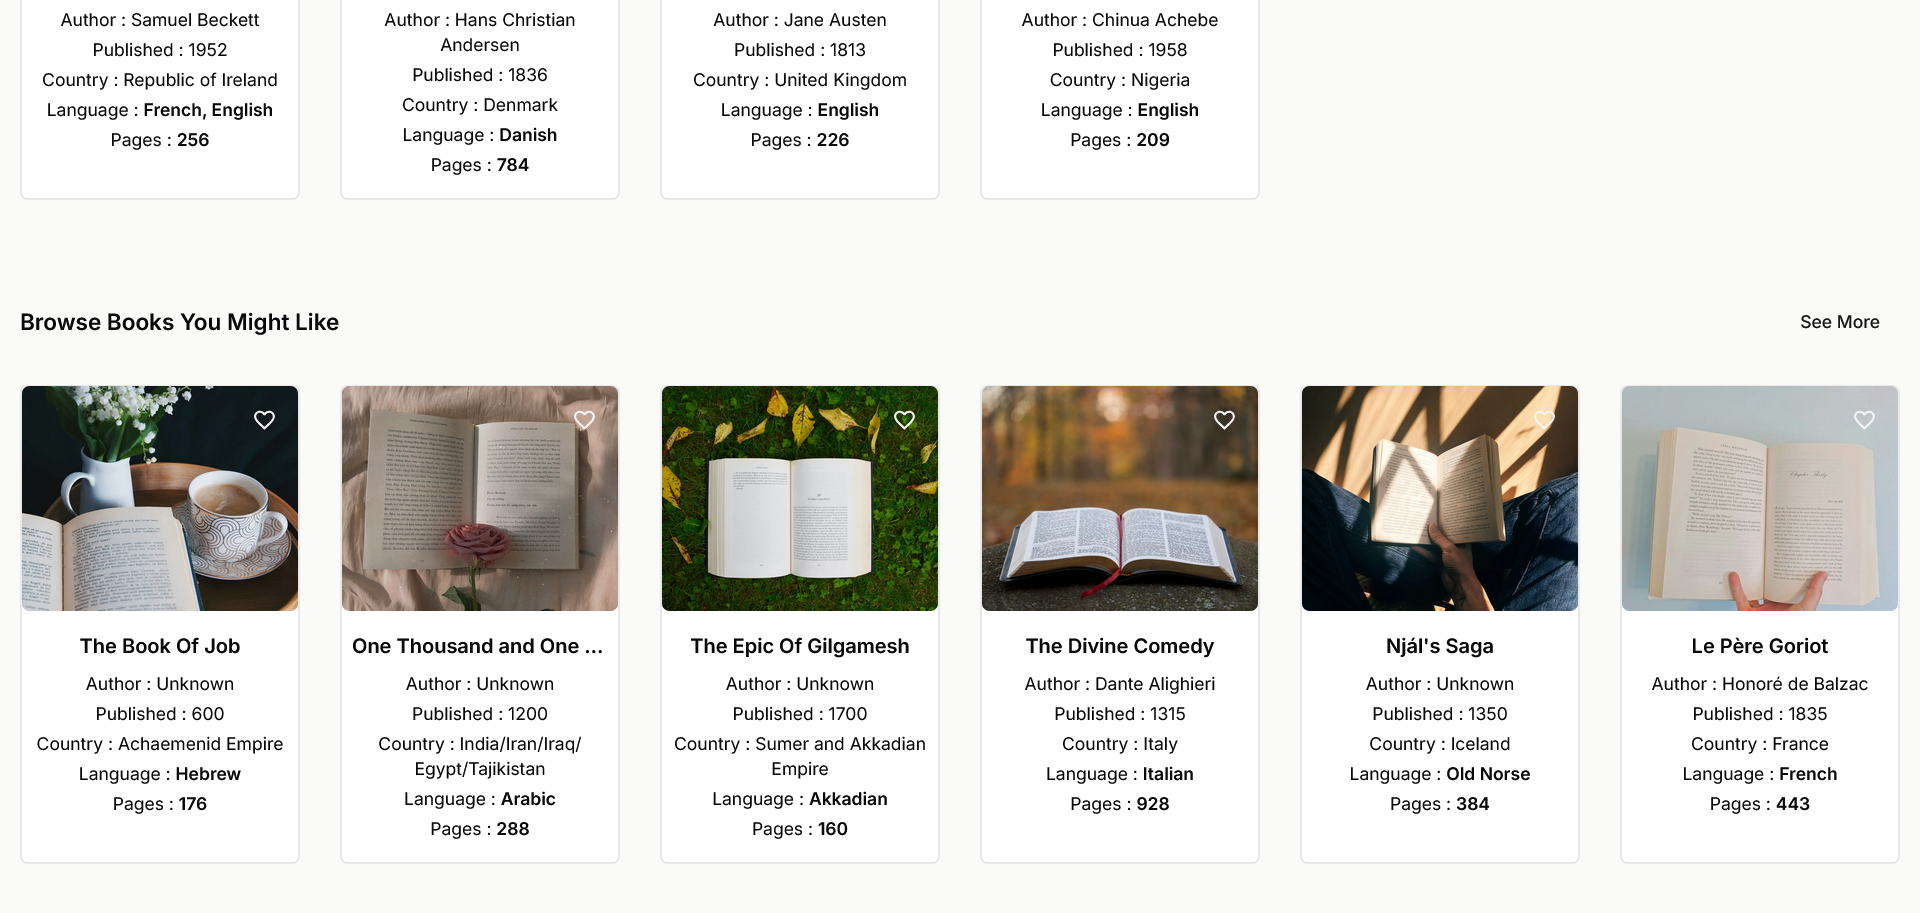 Author : Samuel Beckett
Published : 1952
Country : Republic of Ireland
Language : French, English
Pages : 256
Author : Hans Christian
Andersen
Published : 1836
Country : Denmark
Language : Danish
Pages : 784
Author : Jane Austen
Published : 1813
Country : United Kingdom
Language : English
Pages : 226
Author : Chinua Achebe
Published : 1958
Country : Nigeria
Language : English
Pages : 209
Browse Books You Might Like
See More
The Book Of Job
Author : Unknown
Published : 600
Country : Achaemenid Empire
Language : Hebrew
Pages : 176
One Thousand and One ...
Author : Unknown
Published : 1200
Country : India/Iran/Iraq/
Egypt/Tajikistan
Language : Arabic
Pages : 288
The Epic Of Gilgamesh
Author : Unknown
Published : 1700
Country : Sumer and Akkadian
Empire
Language : Akkadian
Pages : 160
The Divine Comedy
Author : Dante Alighieri
Published : 1315
Country : Italy
Language : Italian
Pages : 928
Njál's Saga
Author : Unknown
Published : 1350
Country : Iceland
Language : Old Norse
Pages : 384
Le Père Goriot
Author : Honoré de Balzac
Published : 1835
Country : France
Language : French
Pages : 443